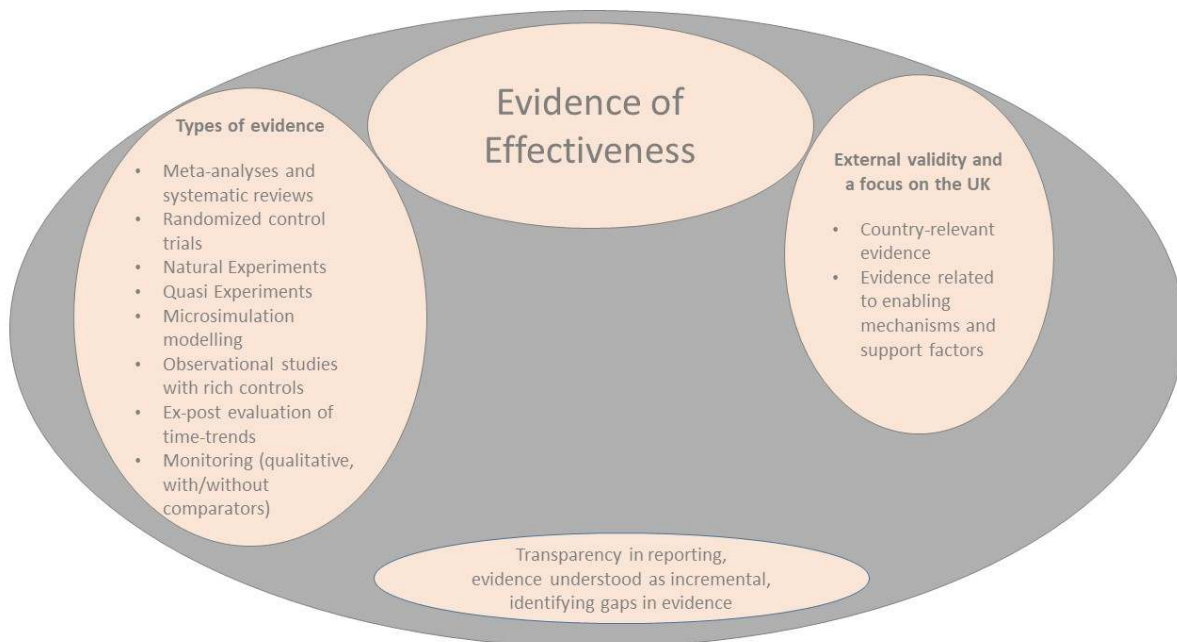 Evidence of
Effectiveness
Types of evidence
• Meta-analyses and
systematic reviews
• Randomized control
trials
• Natural Experiments
• Quasi Experiments
• Microsimulation
modelling
• Observational studies
with rich controls
• Ex-post evaluation of
time-trends
• Monitoring (qualitative,
with/without
comparators)
External validity and
a focus on the UK
• Country-relevant
evidence
• Evidence related
to enabling
mechanisms and
support factors
Transparency in reporting,
evidence understood as incremental,
identifying gaps in evidence